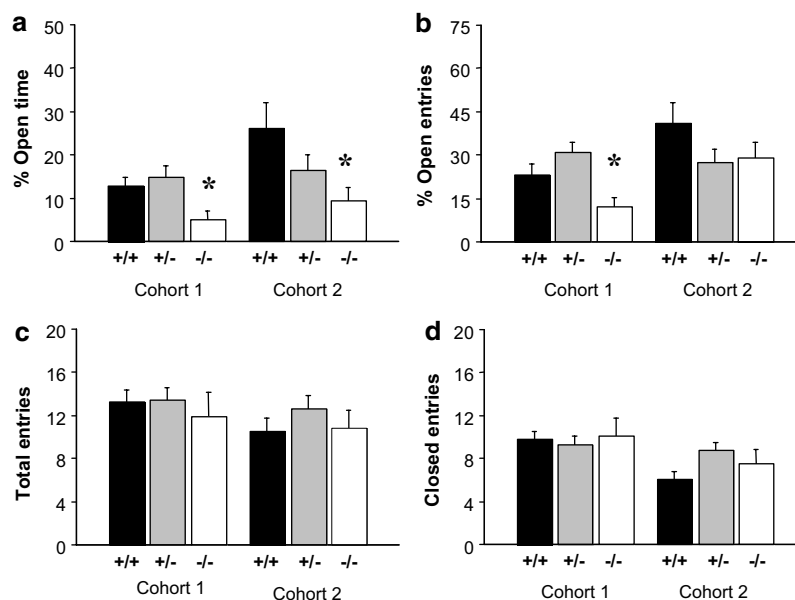 a
50
40
30
20
10
0
% Open time
*
*
+/+ +/- -/- +/+ +/- -/-
Cohort 1 Cohort 2
b
75
60
45
30
15
0
% Open entries
*
+/+ +/- -/- +/+ +/- -/-
Cohort 1 Cohort 2
c
20
16
12
8
4
0
Total entries
+/+ +/- -/- +/+ +/- -/-
Cohort 1 Cohort 2
d
20
16
12
8
4
0
Closed entries
+/+ +/- -/- +/+ +/- -/-
Cohort 1 Cohort 2